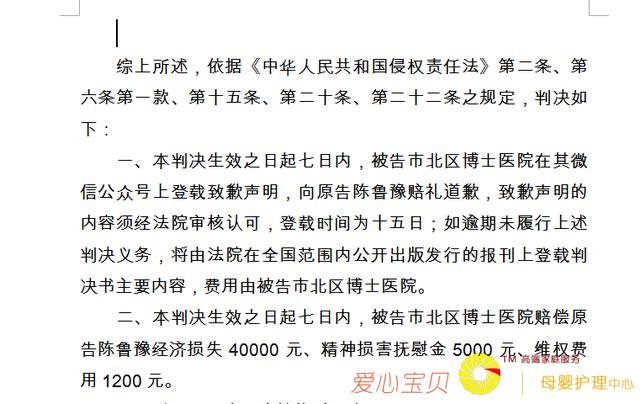 综上所述，依据《中华人民共和国侵权责任法》第二条、第
六条第一款、第十五条、第二十条、第二十二条之规定，判决如
下：
一、本判决生效之日起七日内，被告市北区博士医院在其微
信公众号上登载致歉声明，向原告陈鲁豫赔礼道歉，致歉声明的
内容须经法院审核认可，登载时间为十五日；如逾期未履行上述
判决义务，将由法院在全国范围内公开出版发行的报刊上登载判
决书主要内容，费用由被告市北区博士医院。
二、本判决生效之日起七日内，被告市北区博士医院赔偿原
告陈鲁豫经济损失 40000 元、精神损害抚慰金 5000 元、维权费
用 1200 元。
TM 高端家庭服务
爱心宝贝 母婴护理中心